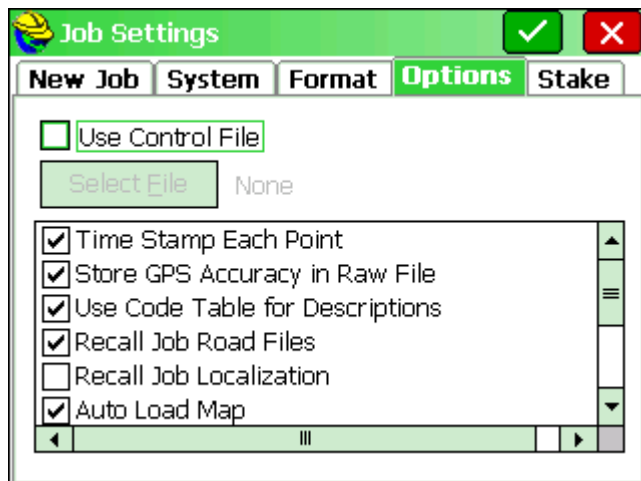 Job Settings
New Job System Format Options Stake
Use Control File
Select File None
Time Stamp Each Point
Store GPS Accuracy in Raw File
Use Code Table for Descriptions
Recall Job Road Files
Recall Job Localization
Auto Load Map